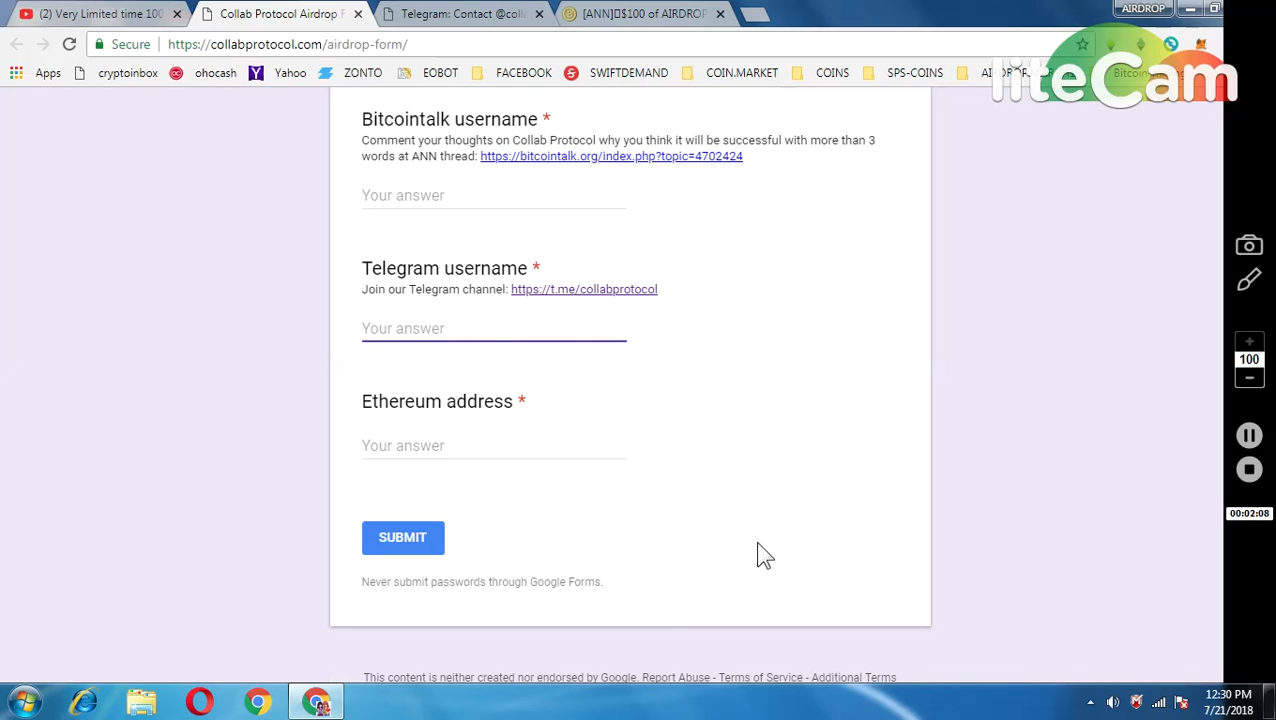 (2) Very Limited time 100
Collab Protocol Airdrop F
Telegram: Contact @coll
[ANN]$100 of AIRDROP
AIRDROP
Secure
https://collabprotocol.com/airdrop-form/
Apps
cryptoinbox
ohocash
Yahoo
ZONTO
EOBOT
FACEBOOK
SWIFTDEMAND
COIN.MARKET
COINS
SPS-COINS
liteCam
Bitcointalk username *
Comment your thoughts on Collab Protocol why you think it will be successful with more than 3
words at ANN thread: https://bitcointalk.org/index.php?topic=4702424
Your answer
Telegram username *
Join our Telegram channel: https://t.me/collabprotocol
Your answer
Ethereum address *
Your answer
SUBMIT
Never submit passwords through Google Forms.
This content is neither created nor endorsed by Google. Report Abuse - Terms of Service - Additional Terms
100
00:02:08
12:30 PM
7/21/2018